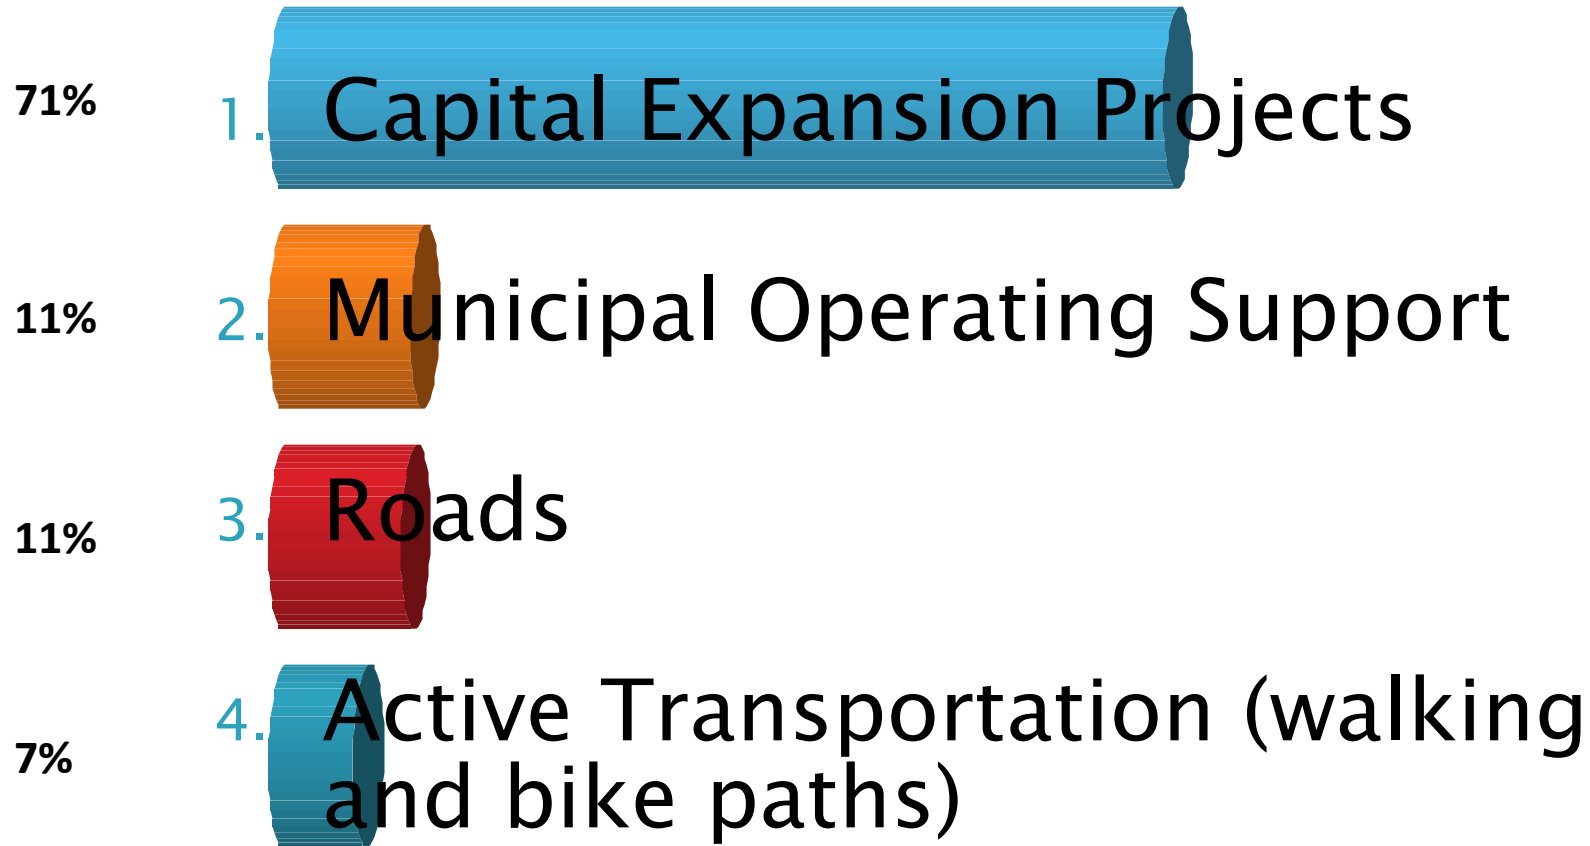 71% 1. Capital Expansion Projects
11% 2. Municipal Operating Support
11% 3. Roads
7% 4. Active Transportation (walking
and bike paths)